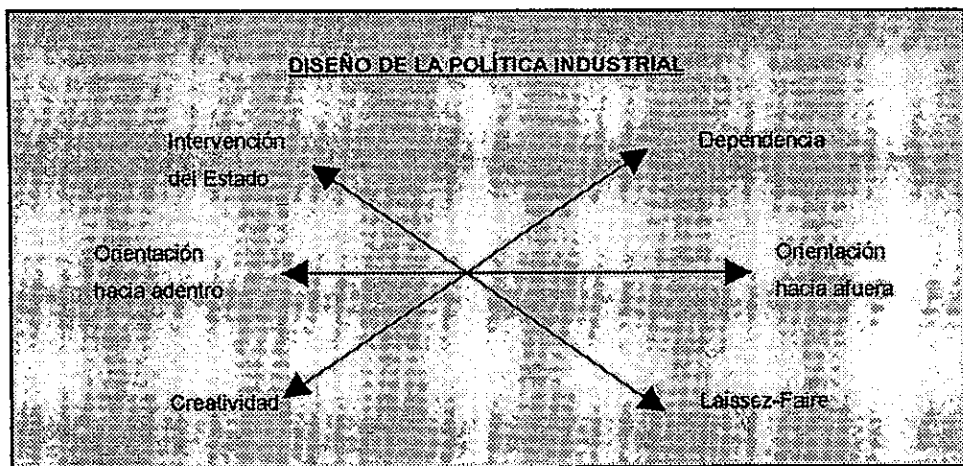 DISEÑO DE LA POLÍTICA INDUSTRIAL
Intervención
del Estado
Dependencia
Orientación
hacia adentro
Orientación
hacia afuera
Creatividad
Laissez-Faire